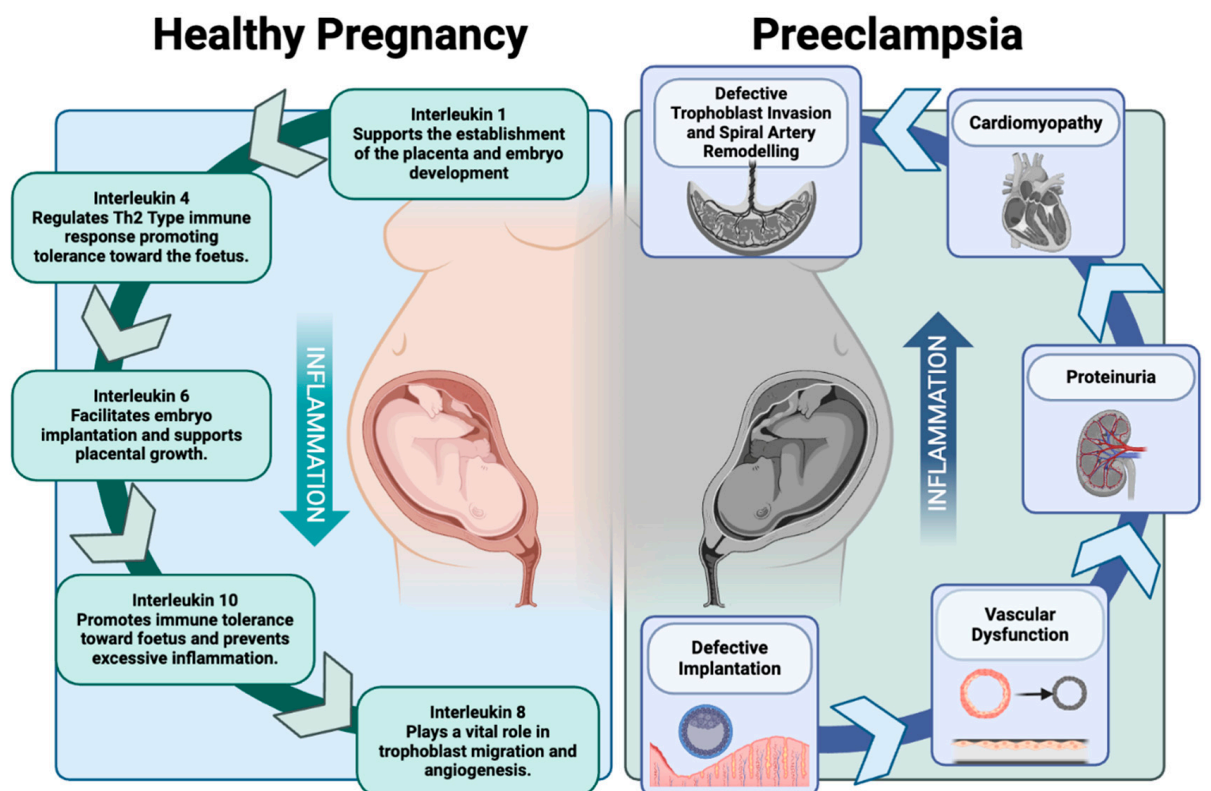 Healthy Pregnancy
Interleukin 1
Supports the establishment
of the placenta and embryo
development
Interleukin 4
Regulates Th2 Type immune
response promoting
tolerance toward the foetus.
Interleukin 6
Facilitates embryo
implantation and supports
placental growth.
Interleukin 10
Promotes immune tolerance
toward foetus and prevents
excessive inflammation.
Interleukin 8
Plays a vital role in
trophoblast migration and
angiogenesis.
INFLAMMATION
Preeclampsia
Defective
Trophoblast Invasion
and Spiral Artery
Remodelling
Cardiomyopathy
Proteinuria
Vascular
Dysfunction
Defective
Implantation
INFLAMMATION